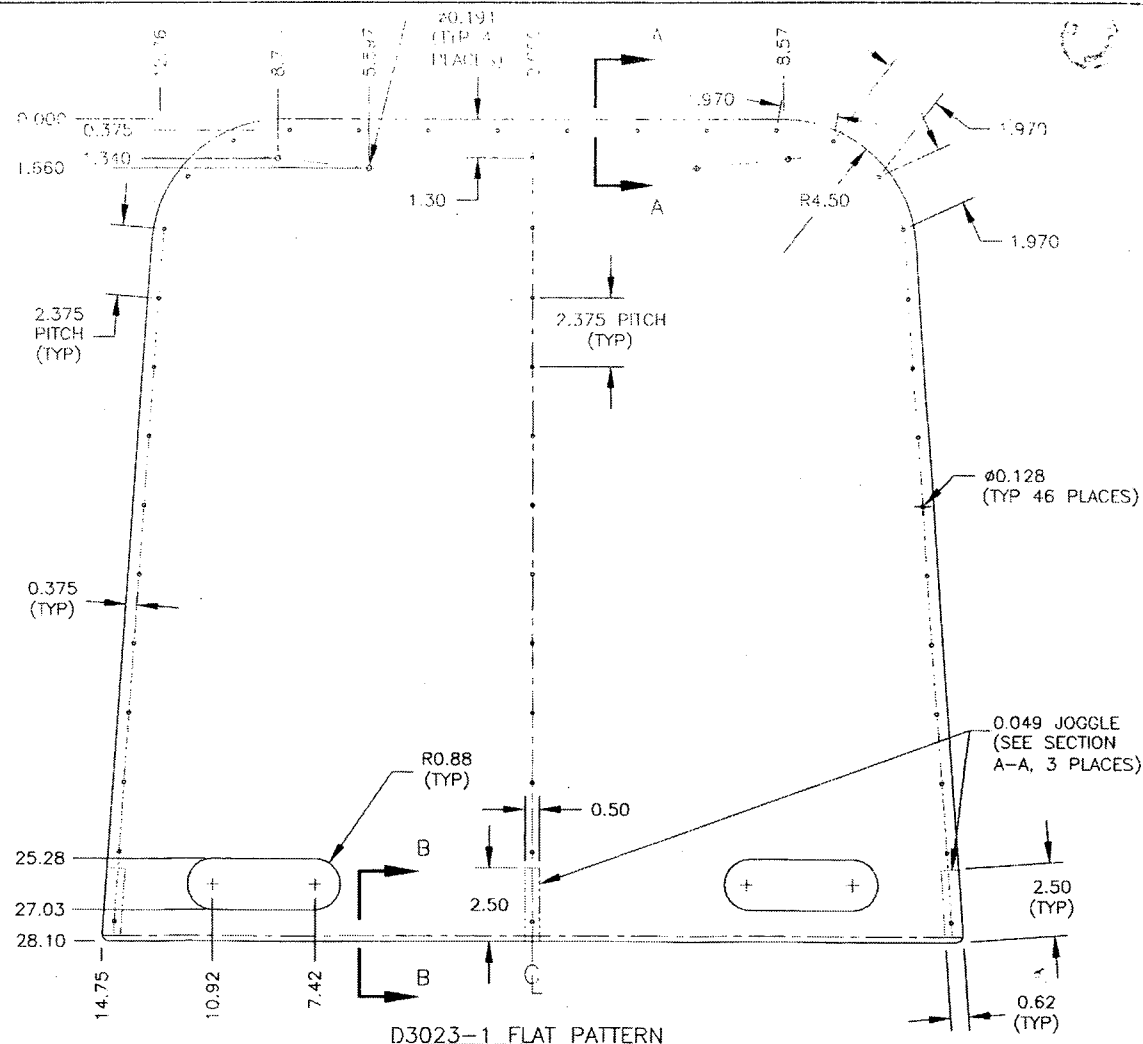 0.191
(TYP 4
PLACES)
5.597
A
8.57
1.970
0.000
0.375
1.340
1.660
1.30
A
R4.50
1.970
1.970
2.375
PITCH
(TYP)
2.375 PITCH
(TYP)
ø0.128
(TYP 46 PLACES)
0.375
(TYP)
0.049 JOGGLE
(SEE SECTION
A-A, 3 PLACES)
R0.88
(TYP)
0.50
25.28
B
2.50
2.50
(TYP)
27.03
28.10
14.75
10.92
7.42
B
CL
0.62
(TYP)
D3023-1 FLAT PATTERN